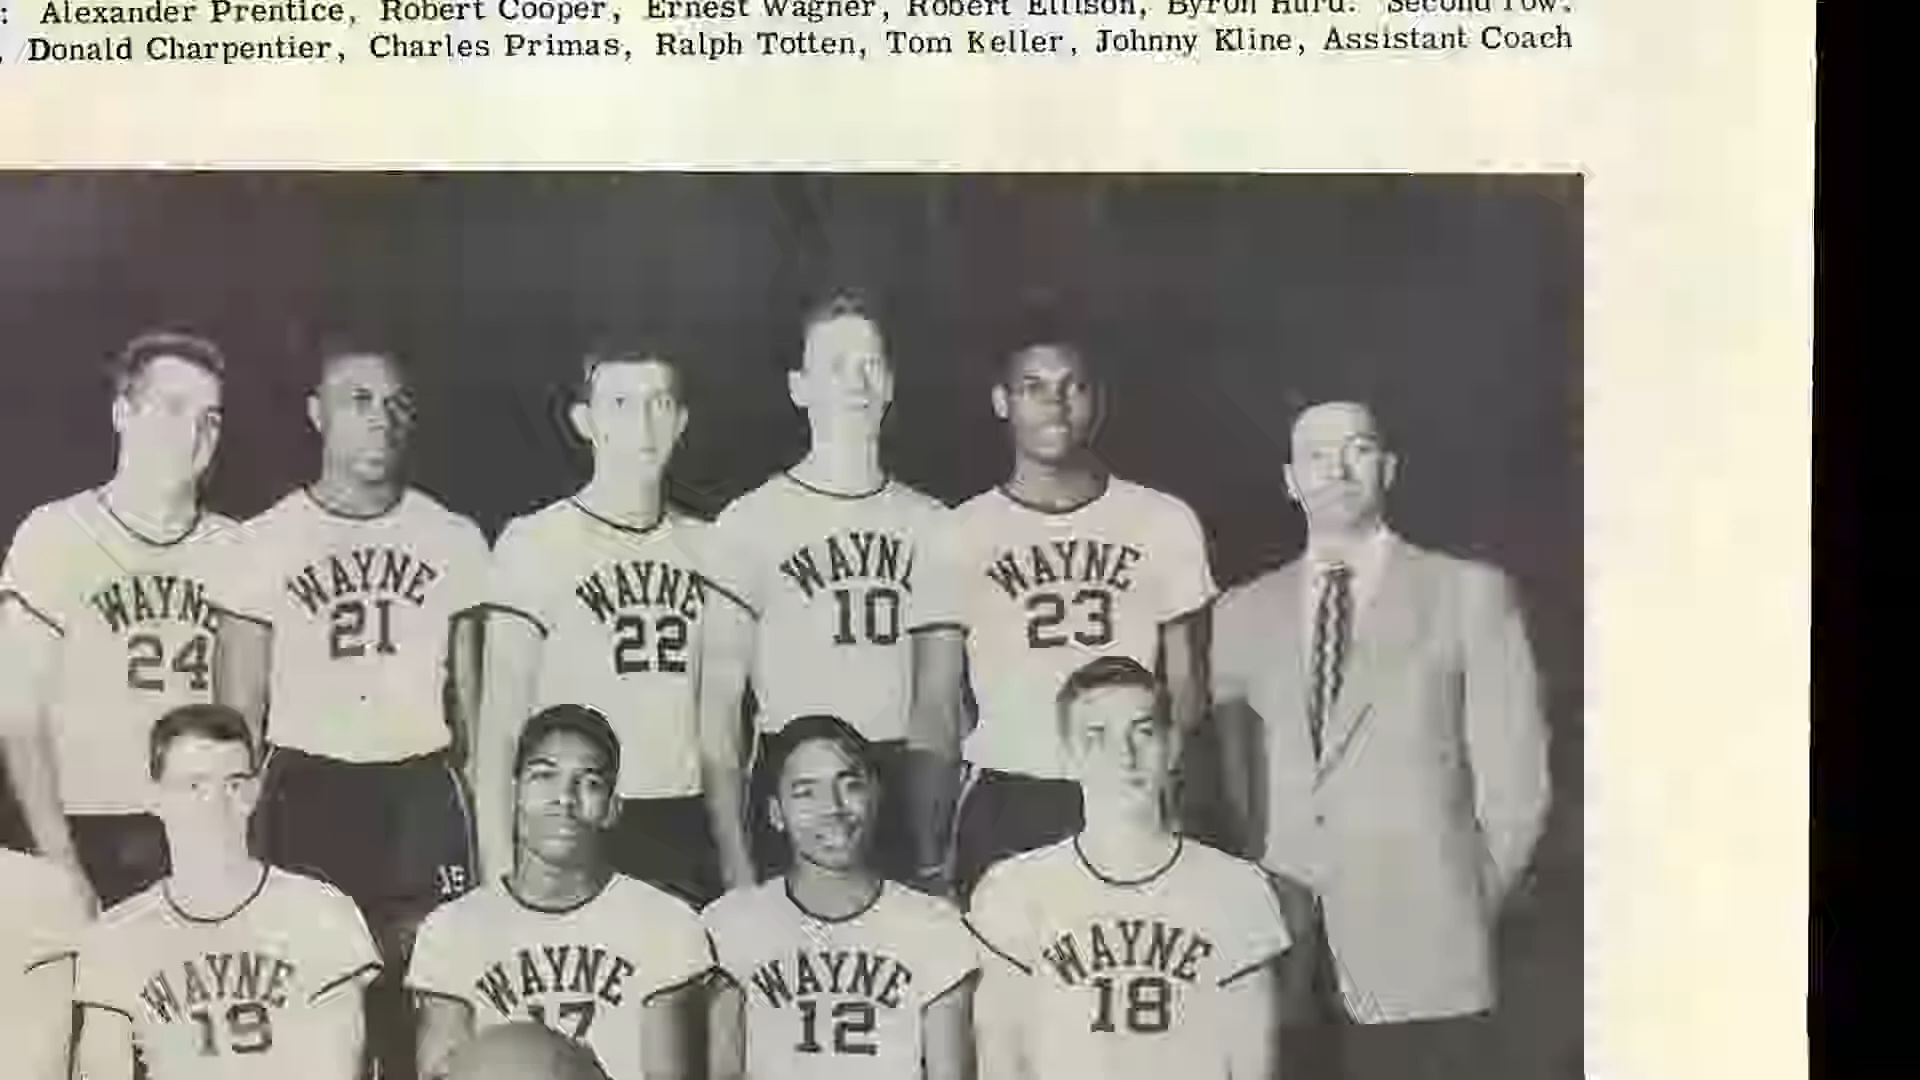 : Alexander Prentice, Robert Cooper, Ernest Wagner, Robert Ellison, Byron Hurd. Second row:
, Donald Charpentier, Charles Primas, Ralph Totten, Tom Keller, Johnny Kline, Assistant Coach
WAYNE
24
WAYNE
21
WAYNE
22
WAYNE
10
WAYNE
23
WAYNE
19
WAYNE
17
WAYNE
12
WAYNE
18